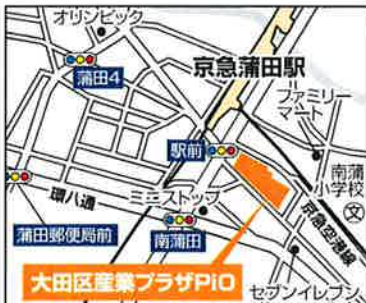 オリンピック
蒲田4
京急蒲田駅
ファミリー
マート
駅前
南蒲
小学校
文
環八通
ミニストップ
京急空港線
蒲田郵便局前
南蒲田
大田区産業プラザPiO
セブンイレブン